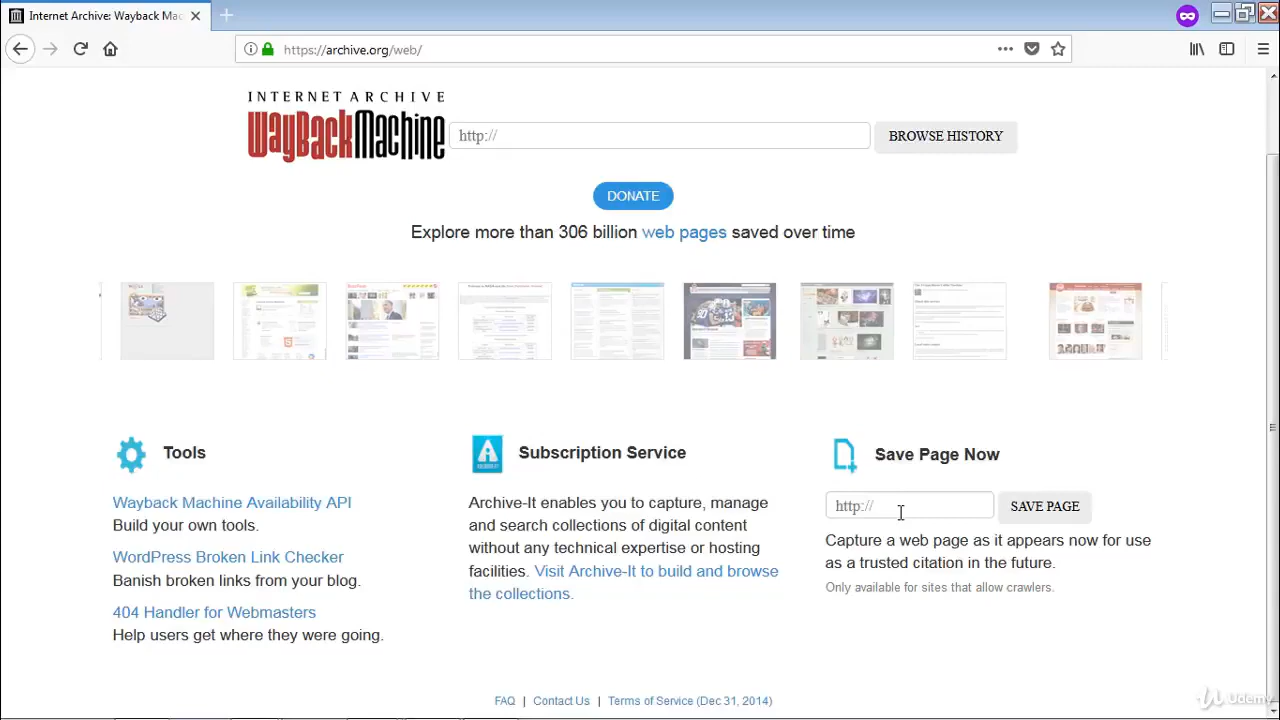 Internet Archive: Wayback Mac
https://archive.org/web/
INTERNET ARCHIVE
WayBackMachine
http://
BROWSE HISTORY
DONATE
Explore more than 306 billion web pages saved over time
Tools
Wayback Machine Availability API
Build your own tools.
WordPress Broken Link Checker
Banish broken links from your blog.
404 Handler for Webmasters
Help users get where they were going.
Subscription Service
Archive-It enables you to capture, manage
and search collections of digital content
without any technical expertise or hosting
facilities. Visit Archive-It to build and browse
the collections.
Save Page Now
http://
SAVE PAGE
Capture a web page as it appears now for use
as a trusted citation in the future.
Only available for sites that allow crawlers.
FAQ | Contact Us | Terms of Service (Dec 31, 2014)
Udemy